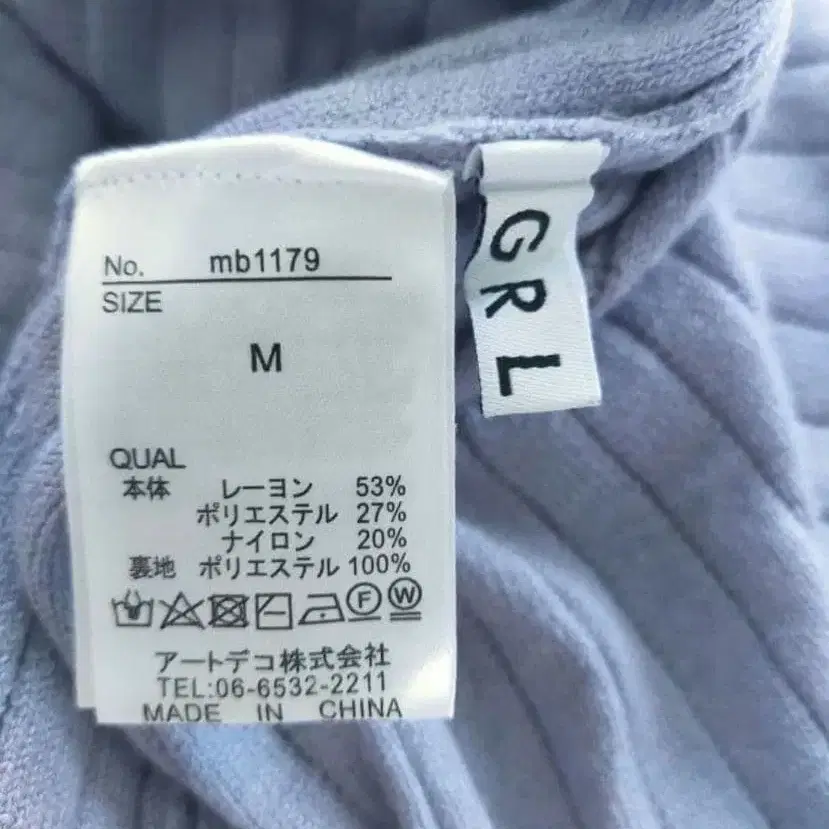 No. mb1179
SIZE
M
QUAL
本体 レーヨン 53%
ポリエステル 27%
ナイロン 20%
裏地 ポリエステル 100%
F W
アートデコ株式会社
TEL:06-6532-2211
MADE IN CHINA
GRL